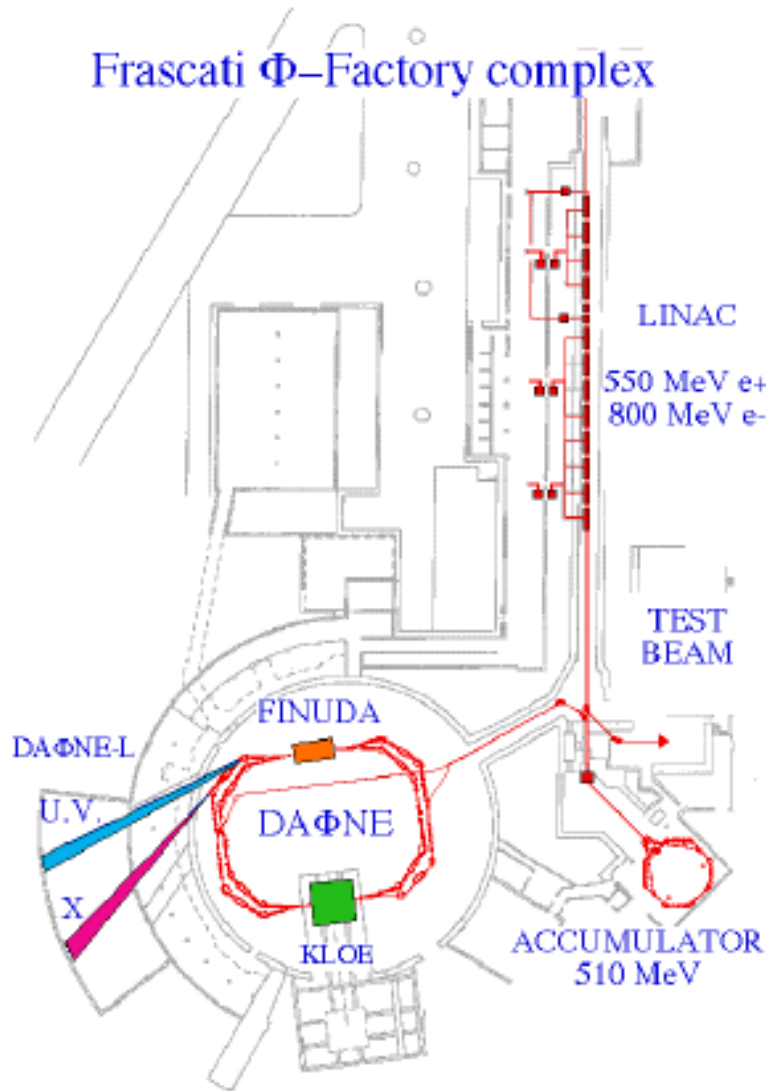 Frascati Φ–Factory complex
LINAC
550 MeV e+
800 MeV e-
TEST
BEAM
FINUDA
DAΦNE-L
U.V.
DAΦNE
X
KLOE
ACCUMULATOR
510 MeV